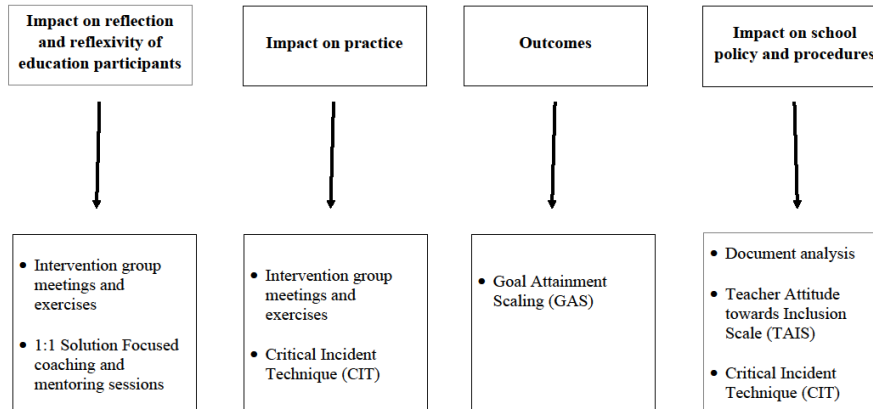 Impact on reflection
and reflexivity of
education participants
Impact on practice
Outcomes
Impact on school
policy and procedures
• Intervention group
meetings and
exercises
• 1:1 Solution Focused
coaching and
mentoring sessions
• Intervention group
meetings and
exercises
• Critical Incident
Technique (CIT)
• Goal Attainment
Scaling (GAS)
• Document analysis
• Teacher Attitude
towards Inclusion
Scale (TAIS)
• Critical Incident
Technique (CIT)